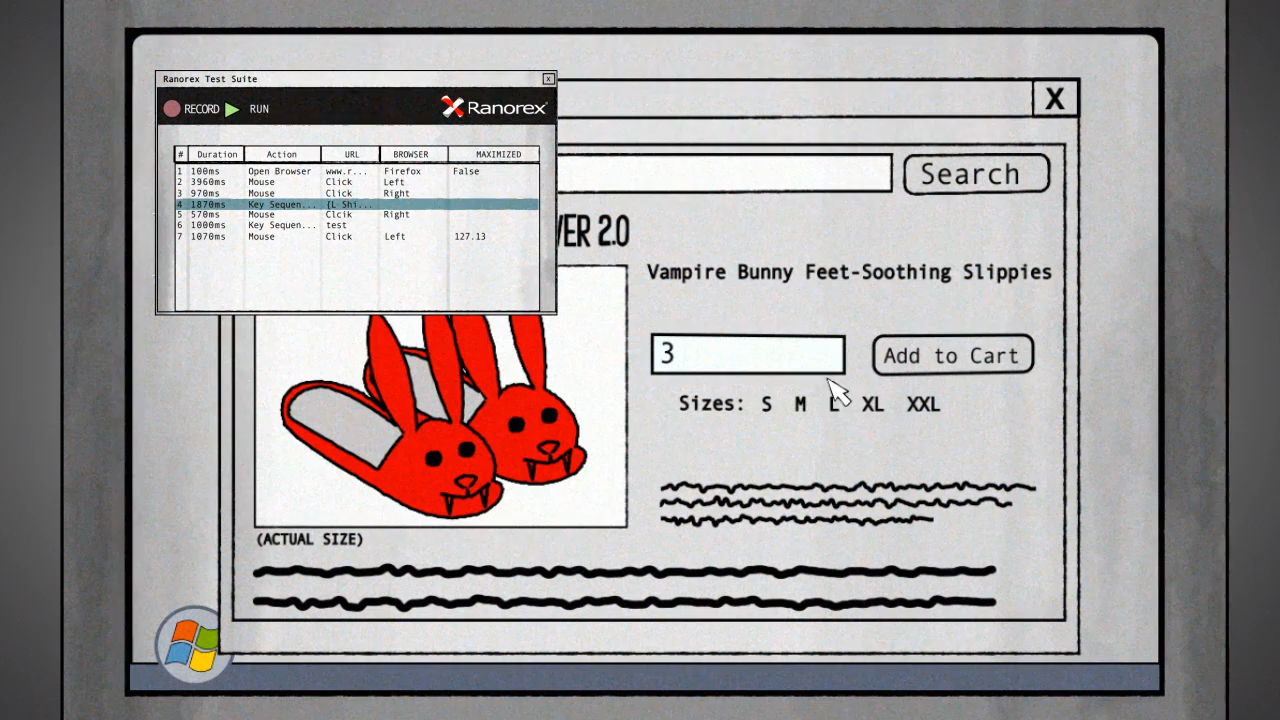 Ranorex Test Suite x
RECORD RUN Ranorex
X
# Duration Action URL BROWSER MAXIMIZED
1 100ms Open Browser www.r... Firefox False
2 3960ms Mouse Click Left
3 970ms Mouse Click Right
4 1870ms Key Sequen... {L Shi...
5 570ms Mouse Clcik Right
6 1000ms Key Sequen... test
7 1070ms Mouse Click Left 127.13
Search
VER 2.0
Vampire Bunny Feet-Soothing Slippies
3
Add to Cart
Sizes: S M L XL XXL
(ACTUAL SIZE)